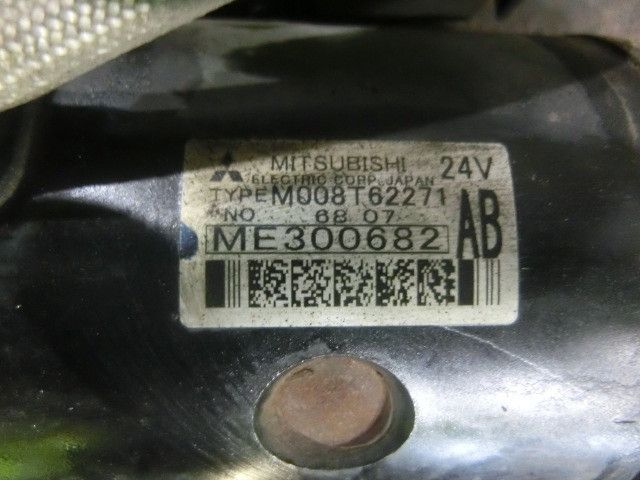 MITSUBISHI 24V
ELECTRIC CORP. JAPAN
TYPE M008T62271
NO 68 07
ME300682 AB